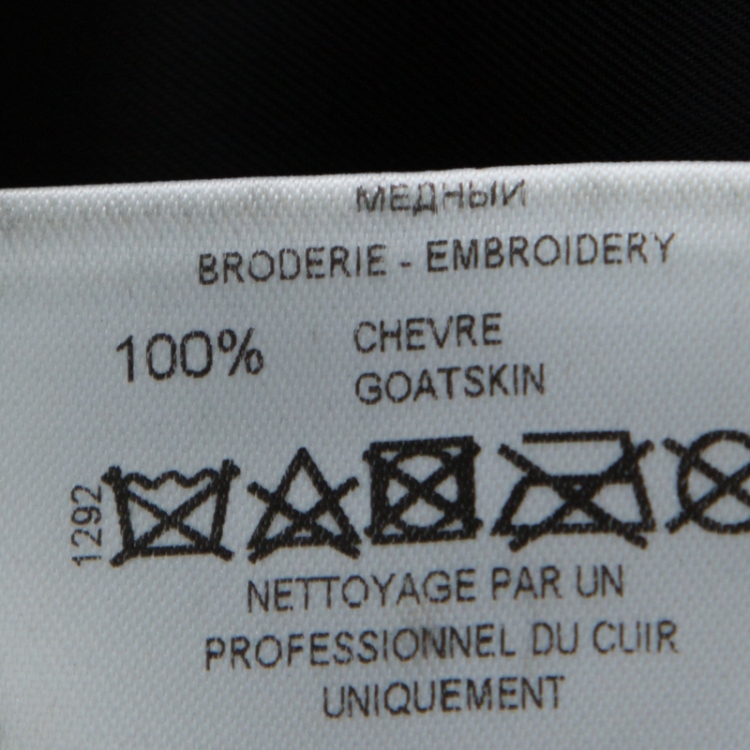 МЕДНЫЙ
BRODERIE - EMBROIDERY
100% CHEVRE
GOATSKIN
1292
NETTOYAGE PAR UN
PROFESSIONNEL DU CUIR
UNIQUEMENT